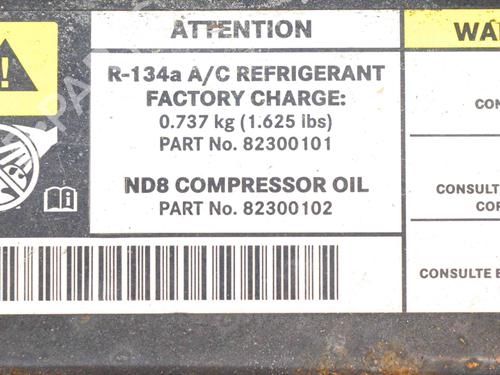 ATTENTION
R-134a A/C REFRIGERANT
FACTORY CHARGE:
0.737 kg (1.625 ibs)
PART No. 82300101
ND8 COMPRESSOR OIL
PART No. 82300102
WA
CON
CONSULT
COR
CONSULTE E